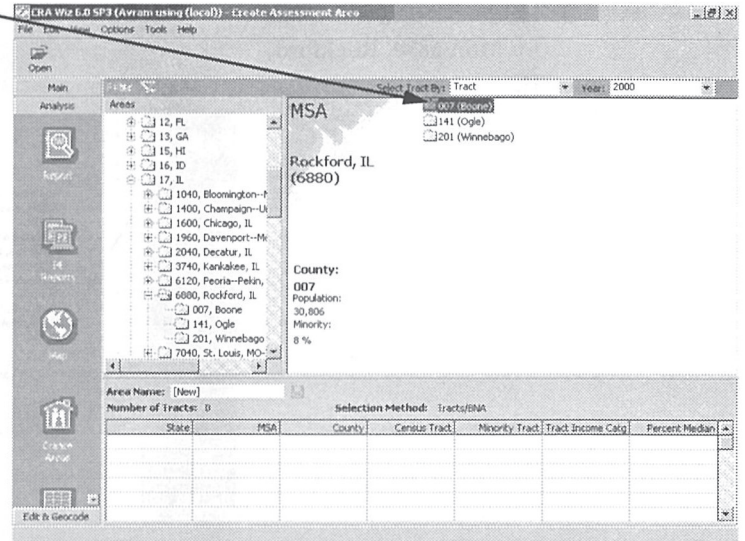 CRA Wiz 6.0 SP3 (Avram using (local)) - Create Assessment Area
File Edit View Options Tools Help
Open
Main
Filter
Select Tract By: Tract
Year: 2000
Analysis
Areas
12, FL
13, GA
15, HI
16, ID
17, IL
1040, Bloomington--N
1400, Champaign--U
1600, Chicago, IL
1960, Davenport--M
2040, Decatur, IL
3740, Kankakee, IL
6120, Peoria--Pekin,
6880, Rockford, IL
007, Boone
141, Ogle
201, Winnebago
7040, St. Louis, MO-
MSA
Rockford, IL
(6880)
County:
007
Population:
30,806
Minority:
8 %
007 (Boone)
141 (Ogle)
201 (Winnebago)
Report
Reports
Map
Create
Areas
Edit & Geocode
Area Name: [New]
Number of Tracts: 0
Selection Method: Tracts/BNA
State MSA County Census Tract Minority Tract Tract Income Catg Percent Median